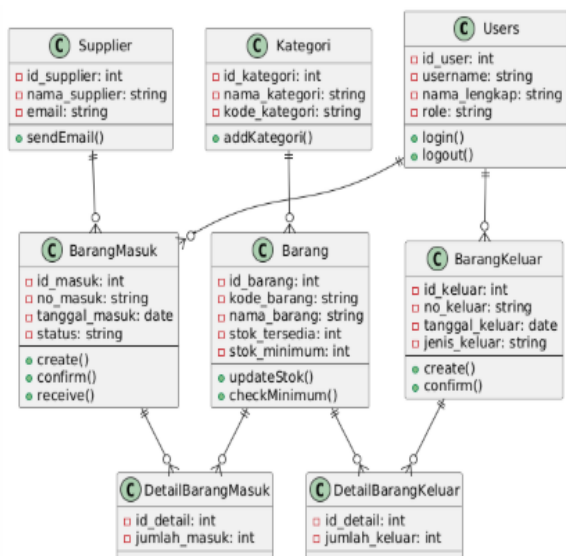 C Supplier
id_supplier: int
nama_supplier: string
email: string
sendEmail()
C Kategori
id_kategori: int
nama_kategori: string
kode_kategori: string
addKategori()
C Users
id_user: int
username: string
nama_lengkap: string
role: string
login()
logout()
C BarangMasuk
id_masuk: int
no_masuk: string
tanggal_masuk: date
status: string
create()
confirm()
receive()
C Barang
id_barang: int
kode_barang: string
nama_barang: string
stok_tersedia: int
stok_minimum: int
updateStok()
checkMinimum()
C BarangKeluar
id_keluar: int
no_keluar: string
tanggal_keluar: date
jenis_keluar: string
create()
confirm()
C DetailBarangMasuk
id_detail: int
jumlah_masuk: int
C DetailBarangKeluar
id_detail: int
jumlah_keluar: int